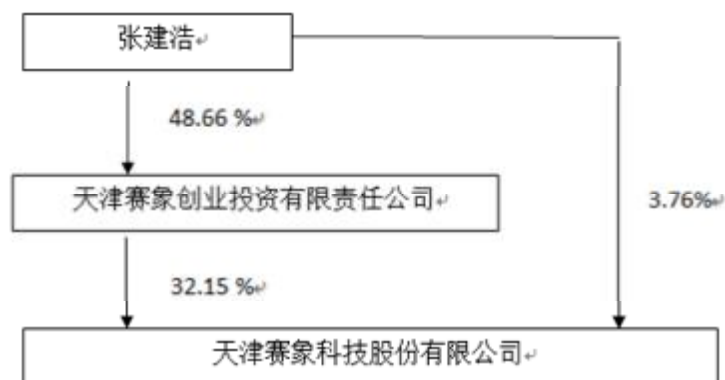 张建浩
48.66 %
天津赛象创业投资有限责任公司
3.76%
32.15 %
天津赛象科技股份有限公司